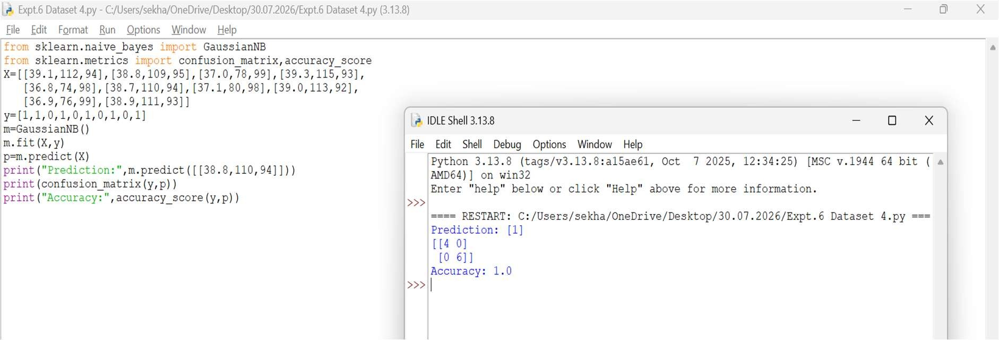 Expt.6 Dataset 4.py - C:/Users/sekha/OneDrive/Desktop/30.07.2026/Expt.6 Dataset 4.py (3.13.8)
File Edit Format Run Options Window Help
from sklearn.naive_bayes import GaussianNB
from sklearn.metrics import confusion_matrix,accuracy_score
X=[[39.1,112,94],[38.8,109,95],[37.0,78,99],[39.3,115,93],
   [36.8,74,98],[38.7,110,94],[37.1,80,98],[39.0,113,92],
   [36.9,76,99],[38.9,111,93]]
y=[1,1,0,1,0,1,0,1,0,1]
m=GaussianNB()
m.fit(X,y)
p=m.predict(X)
print("Prediction:",m.predict([[38.8,110,94]]))
print(confusion_matrix(y,p))
print("Accuracy:",accuracy_score(y,p))
IDLE Shell 3.13.8
File Edit Shell Debug Options Window Help
Python 3.13.8 (tags/v3.13.8:a15ae61, Oct  7 2025, 12:34:25) [MSC v.1944 64 bit (
AMD64)] on win32
Enter "help" below or click "Help" above for more information.
>>>
==== RESTART: C:/Users/sekha/OneDrive/Desktop/30.07.2026/Expt.6 Dataset 4.py ===
Prediction: [1]
[[4 0]
 [0 6]]
Accuracy: 1.0
>>>